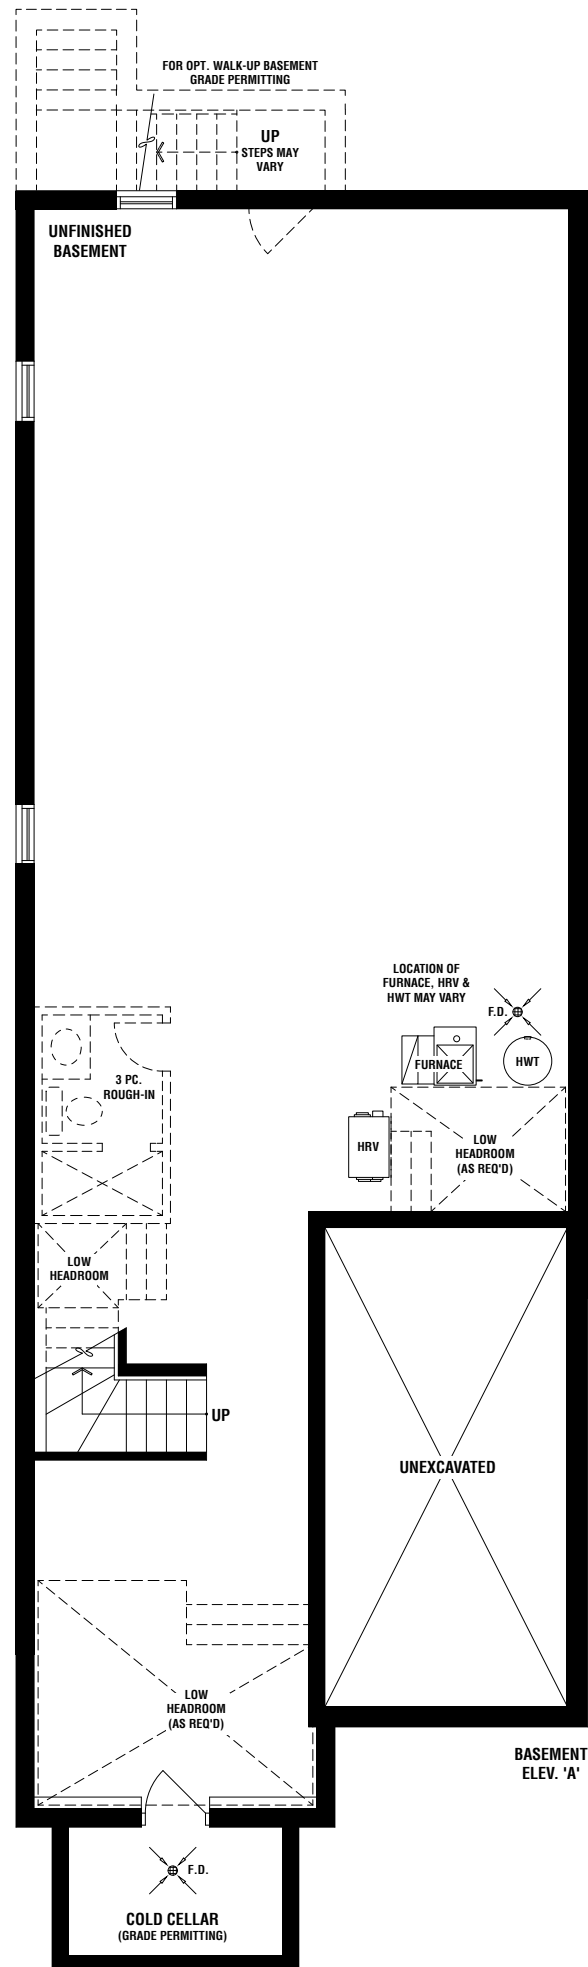 FOR OPT. WALK-UP BASEMENT
GRADE PERMITTING
UP
STEPS MAY
VARY
UNFINISHED
BASEMENT
LOCATION OF
FURNACE, HRV &
HWT MAY VARY
F.D.
FURNACE
HWT
3 PC.
ROUGH-IN
HRV
LOW
HEADROOM
(AS REQ'D)
LOW
HEADROOM
UP
UNEXCAVATED
LOW
HEADROOM
(AS REQ'D)
BASEMENT
ELEV. 'A'
F.D.
COLD CELLAR
(GRADE PERMITTING)